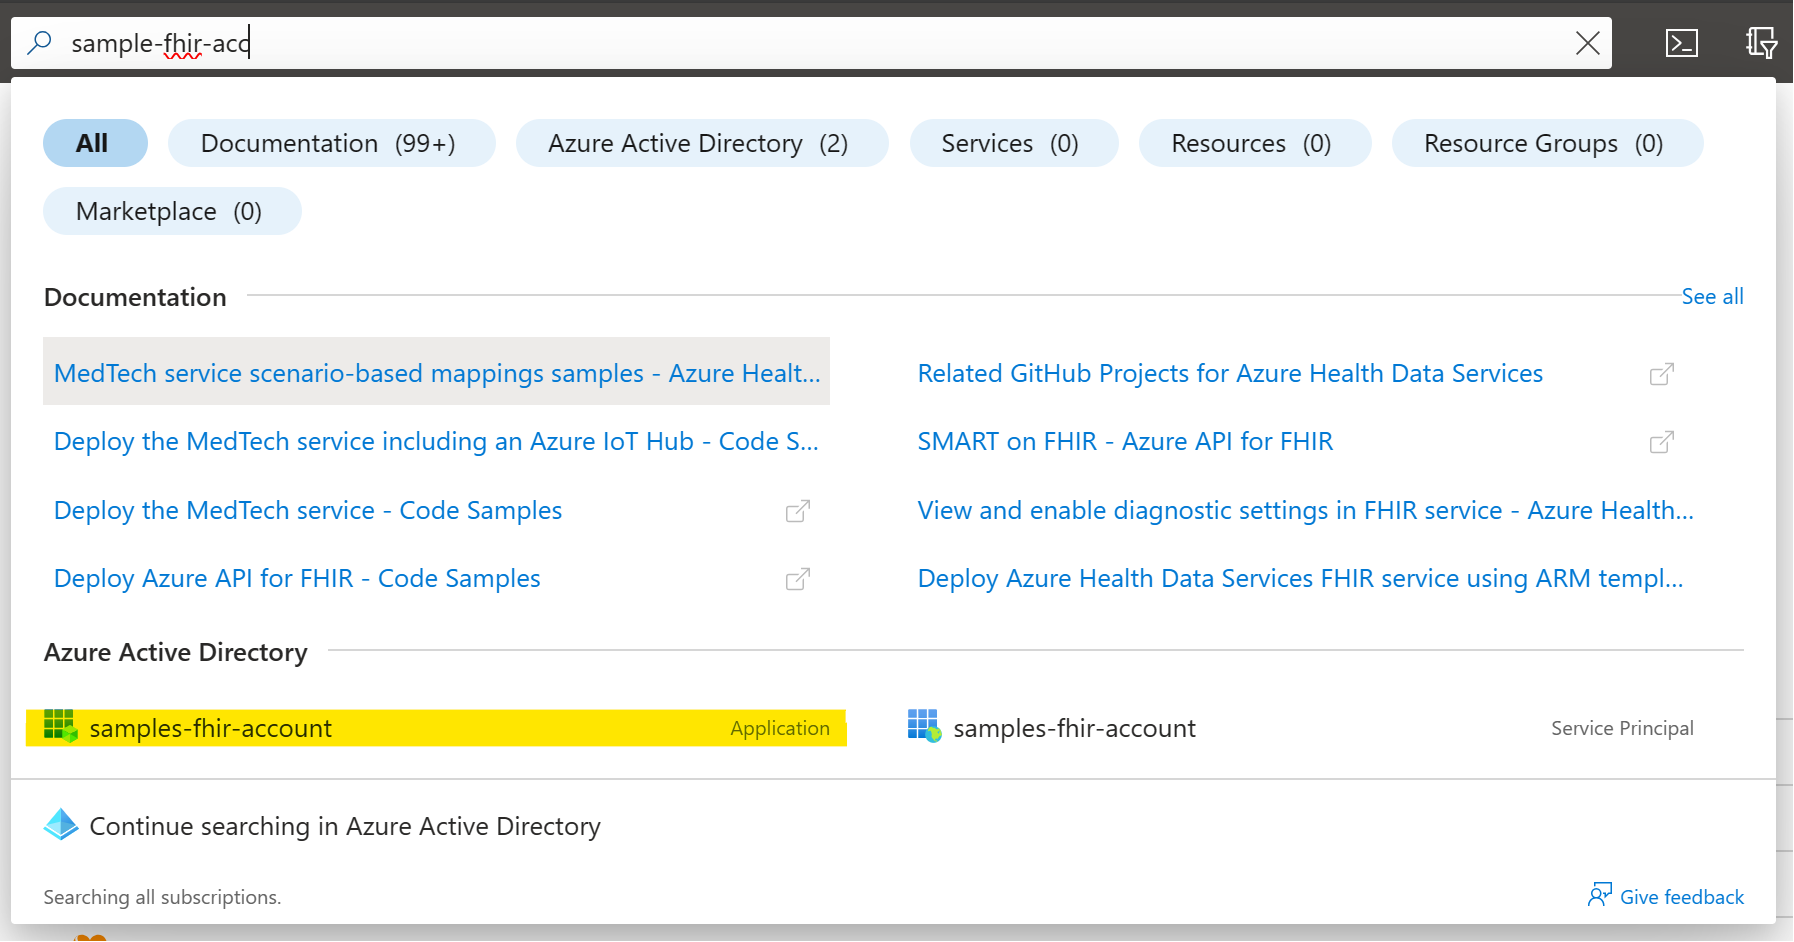 sample-fhir-acc
All
Documentation (99+)
Azure Active Directory (2)
Services (0)
Resources (0)
Resource Groups (0)
Marketplace (0)
Documentation
See all
MedTech service scenario-based mappings samples - Azure Healt...
Related GitHub Projects for Azure Health Data Services
Deploy the MedTech service including an Azure IoT Hub - Code S...
SMART on FHIR - Azure API for FHIR
Deploy the MedTech service - Code Samples
View and enable diagnostic settings in FHIR service - Azure Health...
Deploy Azure API for FHIR - Code Samples
Deploy Azure Health Data Services FHIR service using ARM templ...
Azure Active Directory
samples-fhir-account Application
samples-fhir-account Service Principal
Continue searching in Azure Active Directory
Searching all subscriptions.
Give feedback